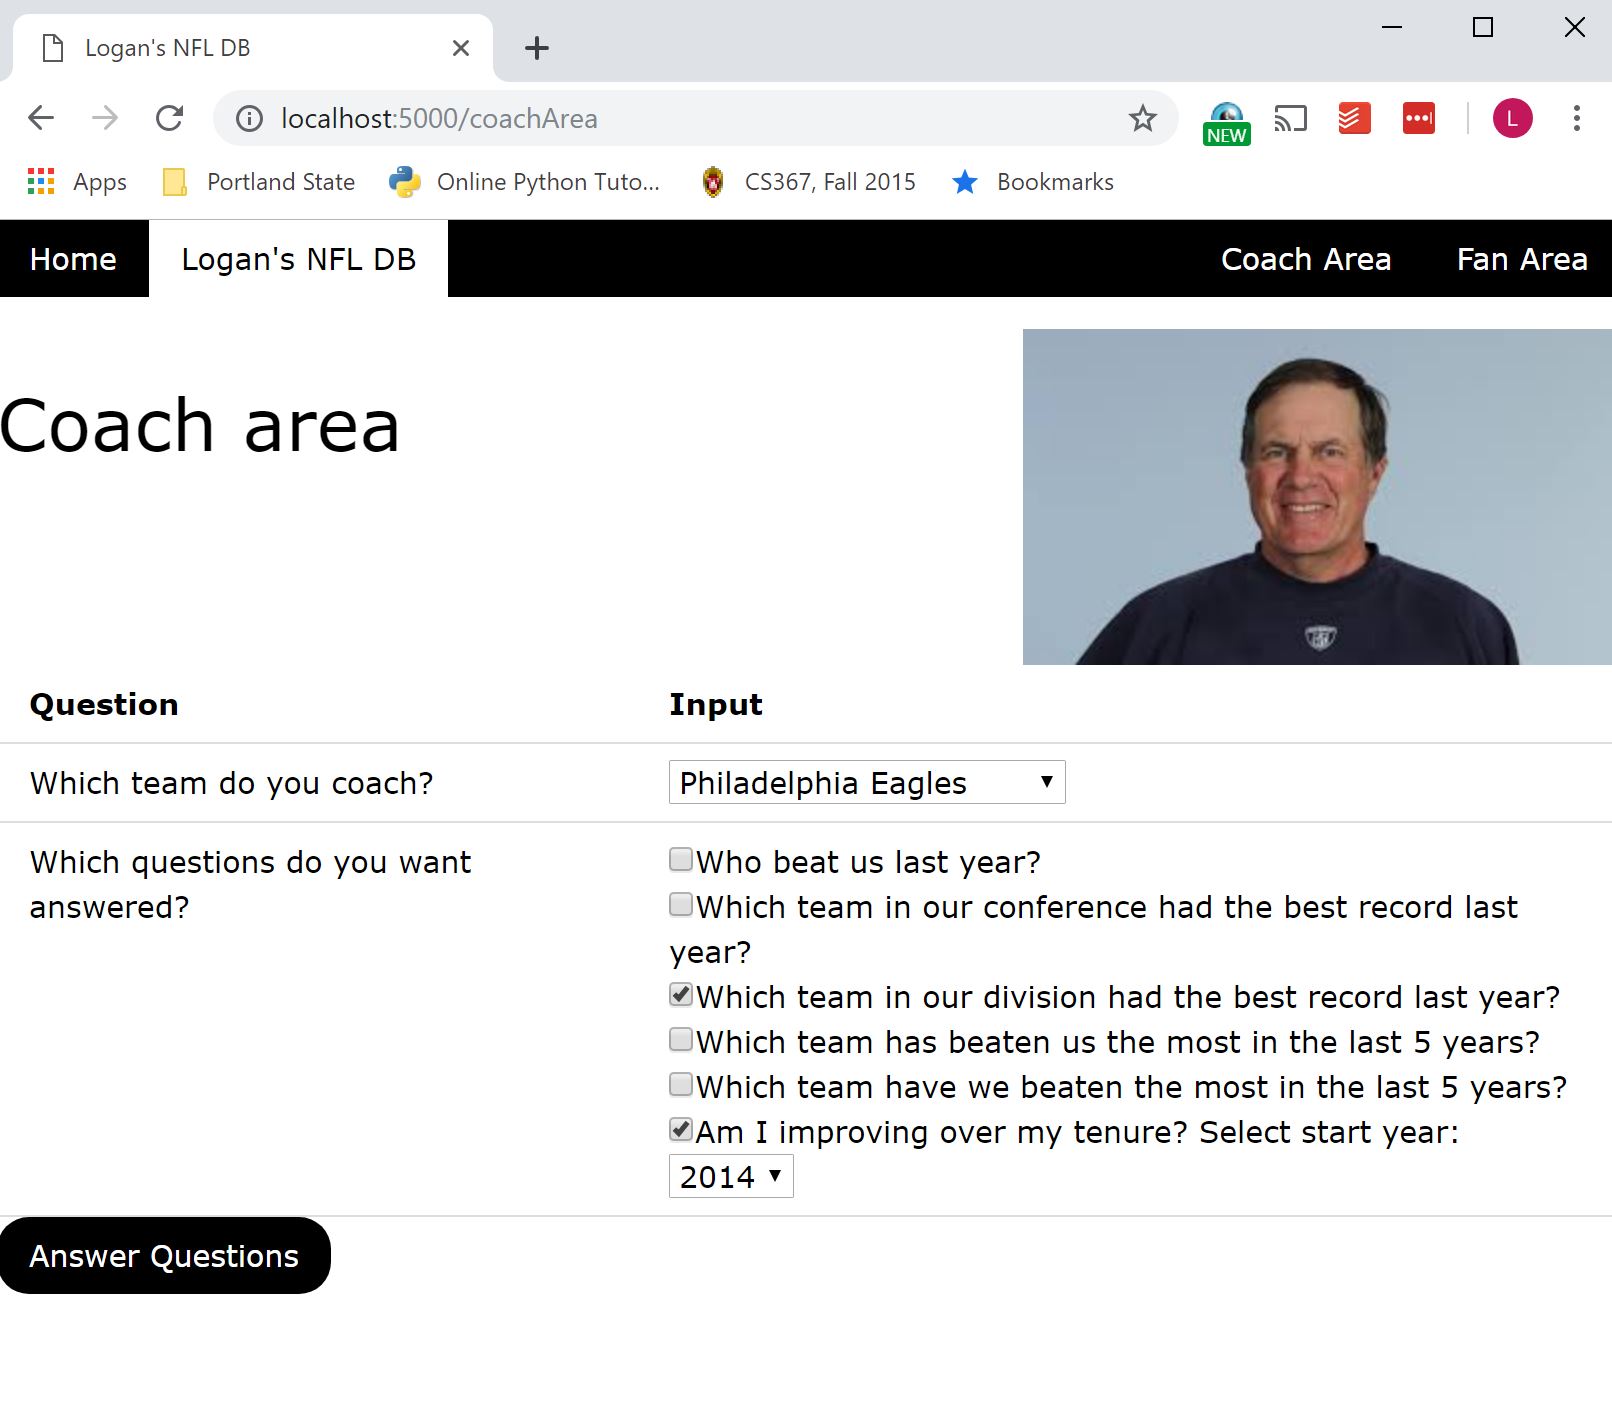 Logan's NFL DB
localhost:5000/coachArea
NEW
L
Apps
Portland State
Online Python Tuto...
CS367, Fall 2015
Bookmarks
Home
Logan's NFL DB
Coach Area
Fan Area
Coach area
Question
Input
Which team do you coach?
Philadelphia Eagles
Which questions do you want
answered?
Who beat us last year?
Which team in our conference had the best record last
year?
Which team in our division had the best record last year?
Which team has beaten us the most in the last 5 years?
Which team have we beaten the most in the last 5 years?
Am I improving over my tenure? Select start year:
2014
Answer Questions